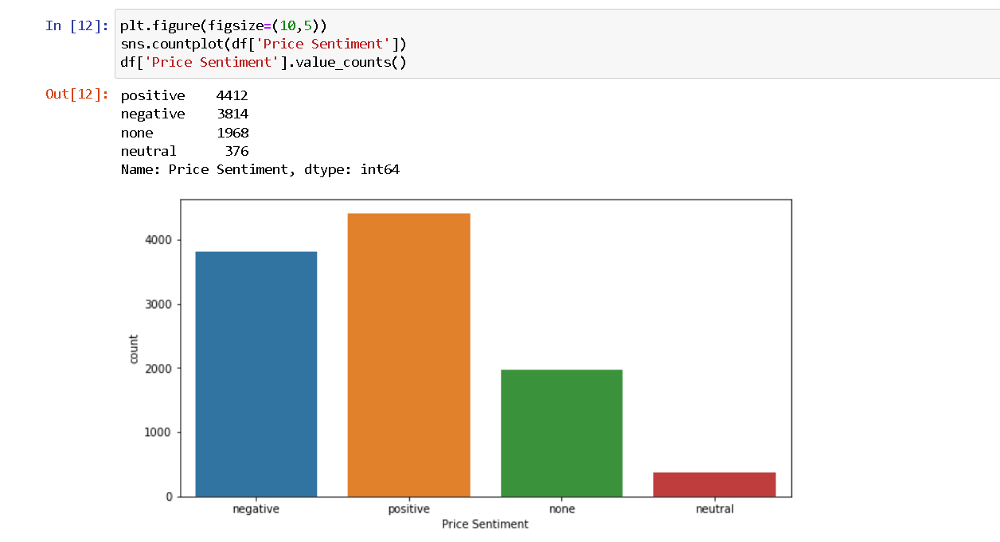 In [12]: plt.figure(figsize=(10,5))
sns.countplot(df['Price Sentiment'])
df['Price Sentiment'].value_counts()
Out[12]: positive    4412
negative    3814
none        1968
neutral      376
Name: Price Sentiment, dtype: int64
4000
3000
2000
1000
0
count
negative positive none neutral
Price Sentiment